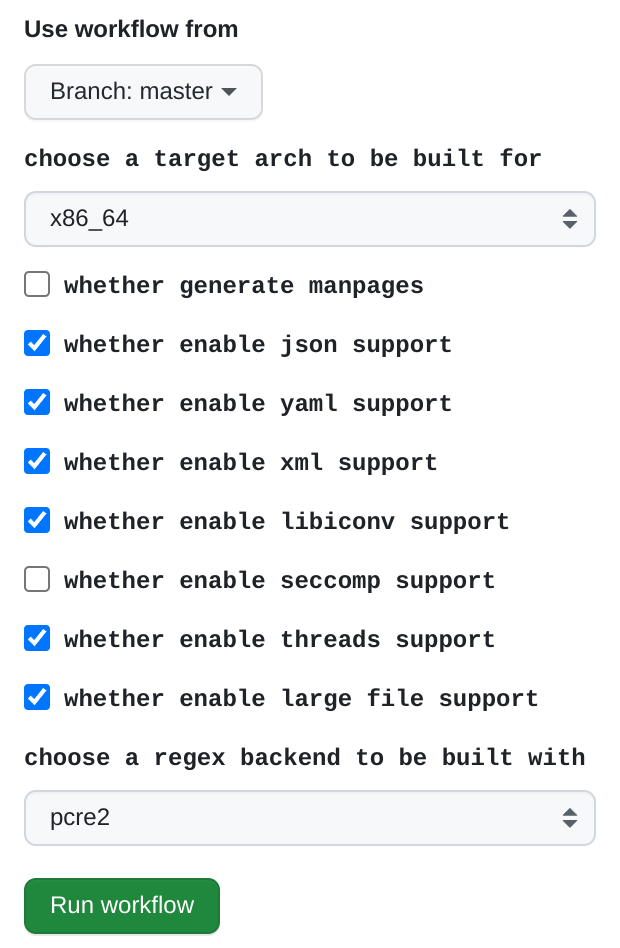 Use workflow from
Branch: master
choose a target arch to be built for
x86_64
whether generate manpages
whether enable json support
whether enable yaml support
whether enable xml support
whether enable libiconv support
whether enable seccomp support
whether enable threads support
whether enable large file support
choose a regex backend to be built with
pcre2
Run workflow